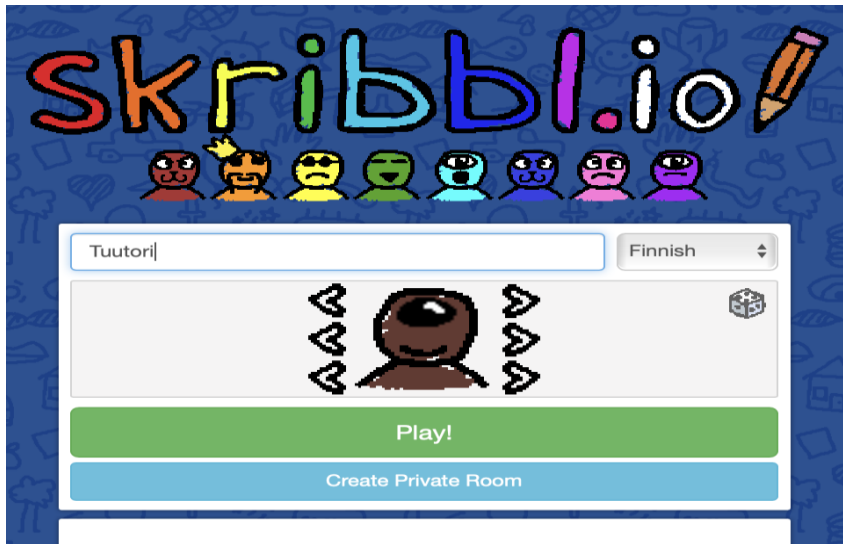 skribbl.io
Tuutori
Finnish
Play!
Create Private Room